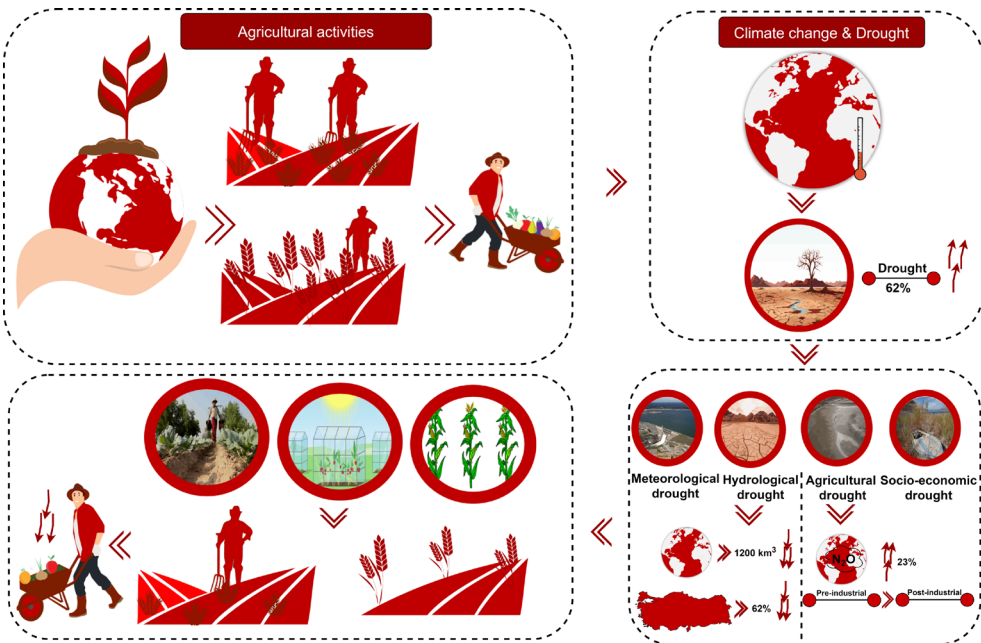 Agricultural activities
Climate change & Drought
Drought
62%
Meteorological
drought
Hydrological
drought
Agricultural
drought
Socio-economic
drought
1200 km³
62%
N₂O
23%
Pre-industrial
Post-industrial